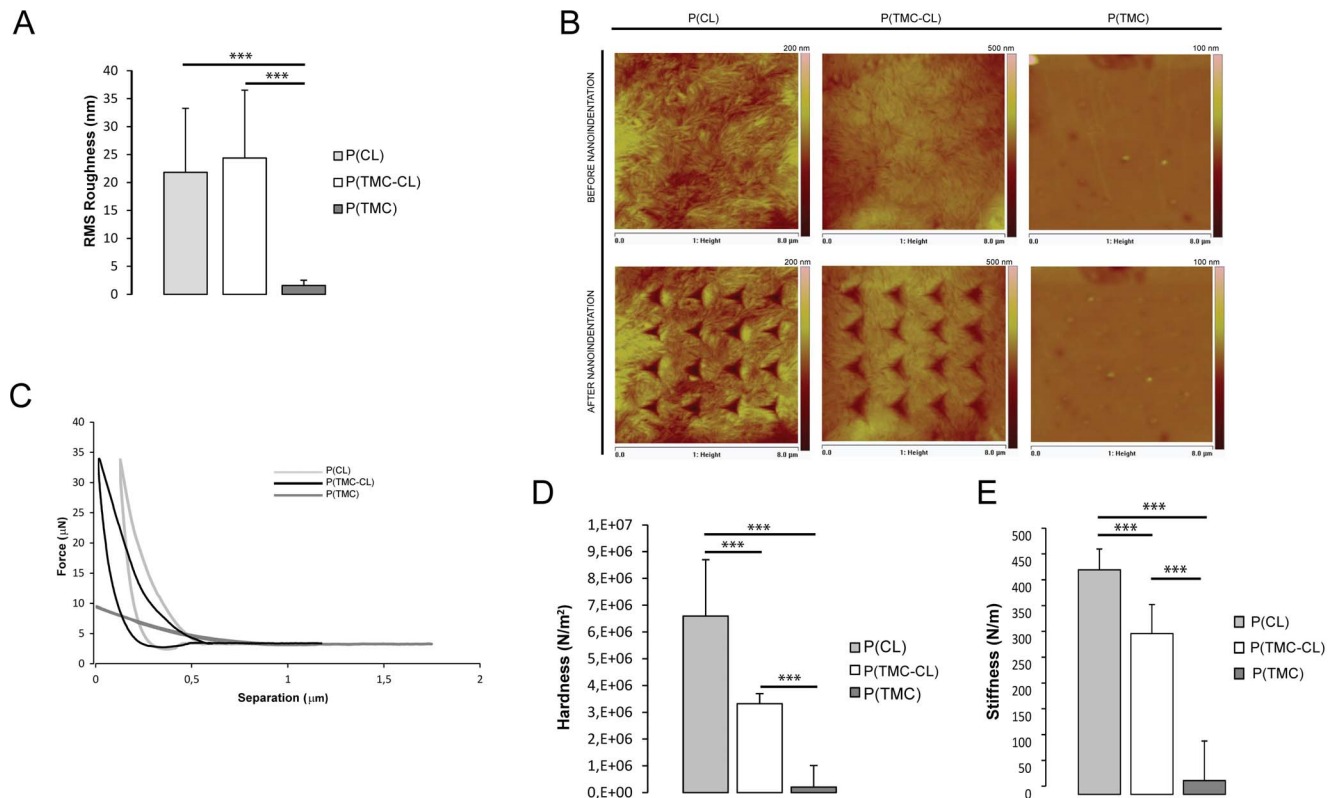 A
RMS Roughness (nm)
40
35
30
25
20
15
10
5
0
***
***
P(CL)
P(TMC-CL)
P(TMC)
B
P(CL)
P(TMC-CL)
P(TMC)
BEFORE NANOINDENTATION
200 nm
500 nm
100 nm
0.0 1: Height 8.0 µm
0.0 1: Height 8.0 µm
0.0 1: Height 8.0 µm
AFTER NANOINDENTATION
200 nm
500 nm
100 nm
0.0 1: Height 8.0 µm
0.0 1: Height 8.0 µm
0.0 1: Height 8.0 µm
C
Force (µN)
40
35
30
25
20
15
10
5
0
P(CL)
P(TMC-CL)
P(TMC)
0 0,5 1 1,5 2
Separation (µm)
D
Hardness (N/m²)
1,E+07
9,E+06
8,E+06
7,E+06
6,E+06
5,E+06
4,E+06
3,E+06
2,E+06
1,E+06
0,E+00
***
***
***
P(CL)
P(TMC-CL)
P(TMC)
E
Stiffness (N/m)
500
450
400
350
300
250
200
150
100
50
0
***
***
***
P(CL)
P(TMC-CL)
P(TMC)